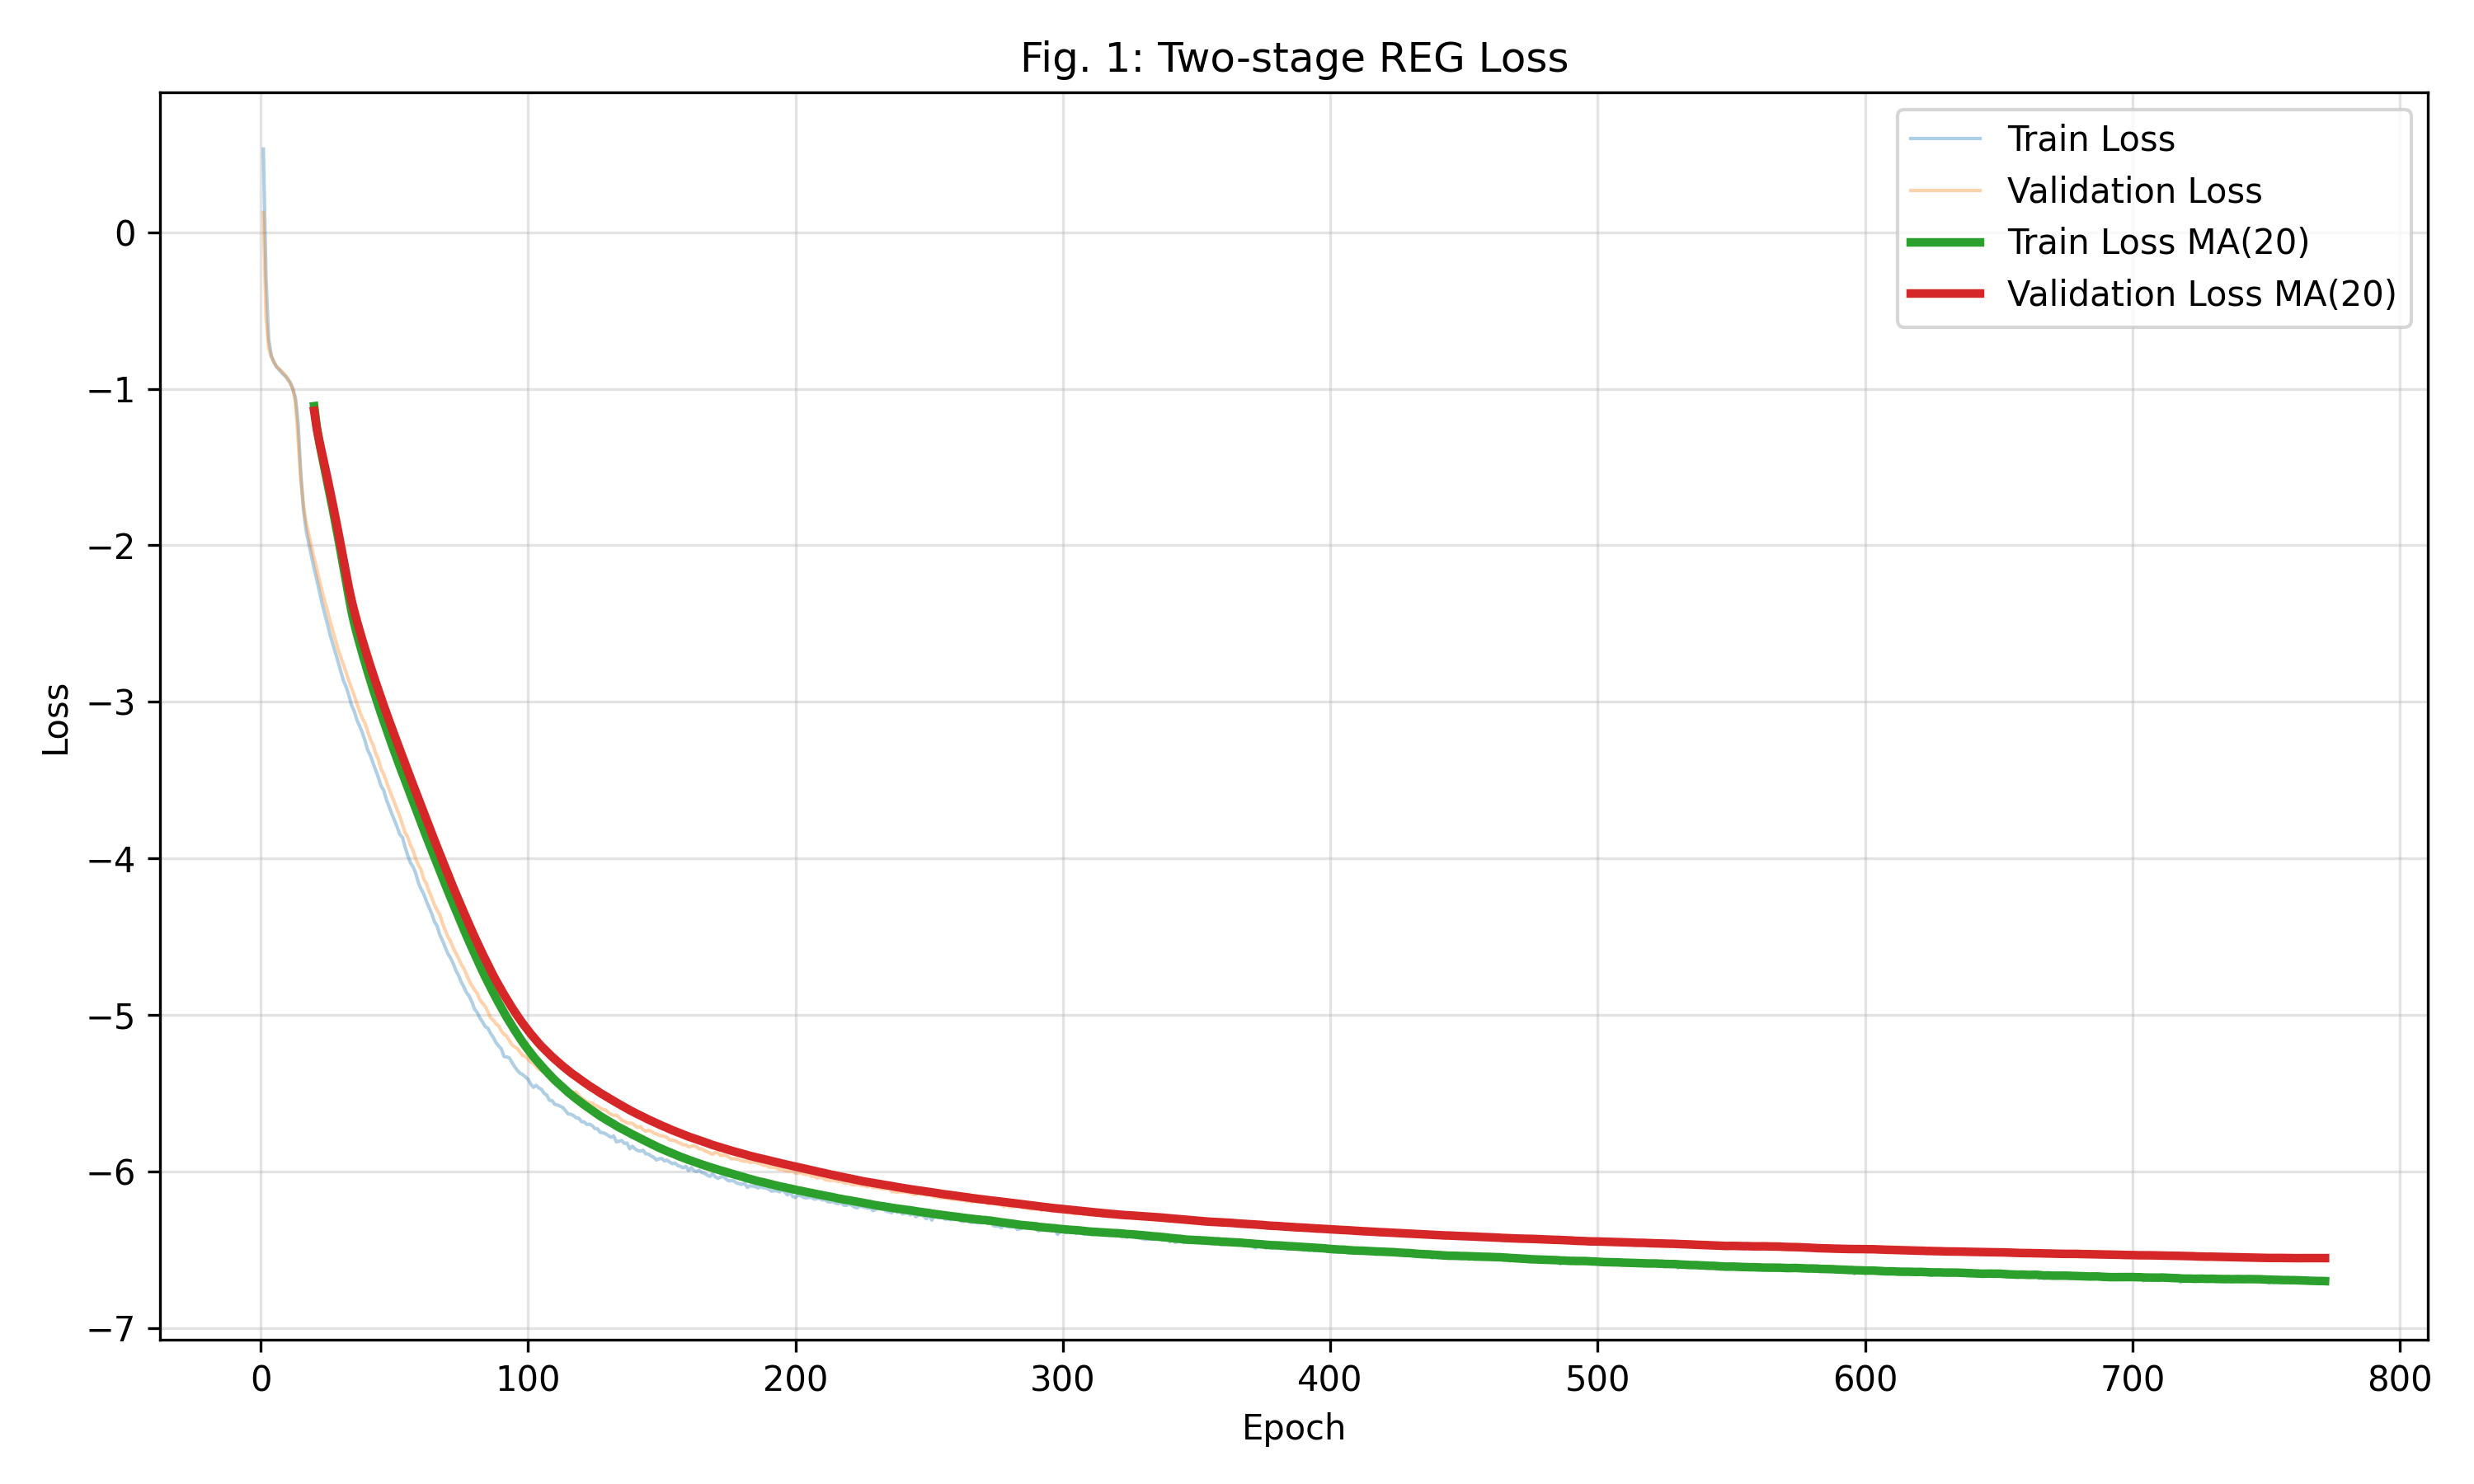 Fig. 1: Two-stage REG Loss
Train Loss
Validation Loss
Train Loss MA(20)
Validation Loss MA(20)
0
−1
−2
−3
−4
−5
−6
−7
Loss
0 100 200 300 400 500 600 700 800
Epoch